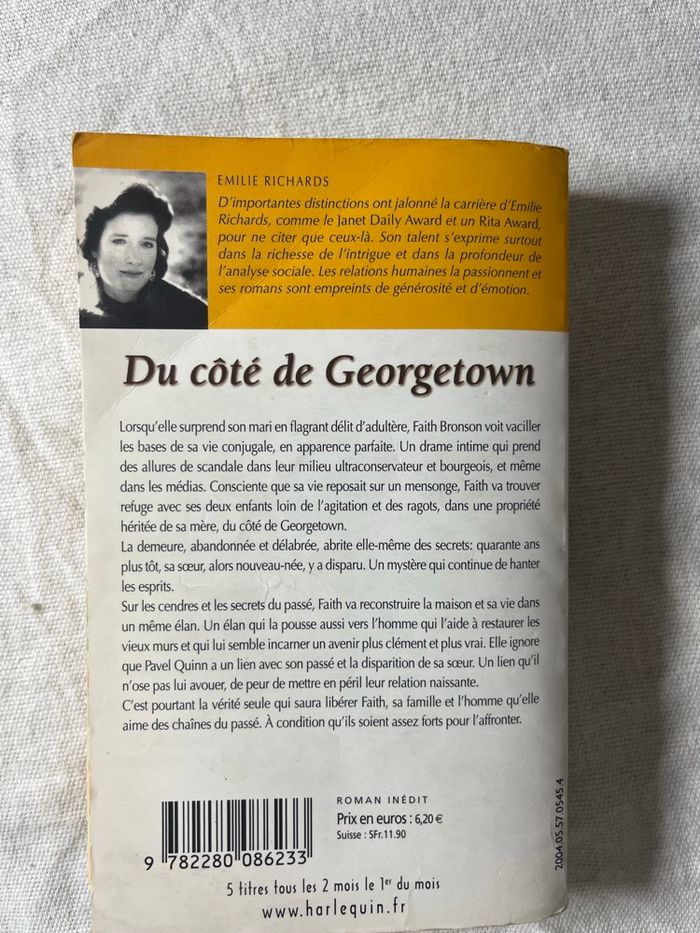 EMILIE RICHARDS
D'importantes distinctions ont jalonné la carrière d'Emilie
Richards, comme le Janet Daily Award et un Rita Award,
pour ne citer que ceux-là. Son talent s'exprime surtout
dans la richesse de l'intrigue et dans la profondeur de
l'analyse sociale. Les relations humaines la passionnent et
ses romans sont empreints de générosité et d'émotion.
Du côté de Georgetown
Lorsqu'elle surprend son mari en flagrant délit d'adultère, Faith Bronson voit vaciller
les bases de sa vie conjugale, en apparence parfaite. Un drame intime qui prend
des allures de scandale dans leur milieu ultraconservateur et bourgeois, et même
dans les médias. Consciente que sa vie reposait sur un mensonge, Faith va trouver
refuge avec ses deux enfants loin de l'agitation et des ragots, dans une propriété
héritée de sa mère, du côté de Georgetown.
La demeure, abandonnée et délabrée, abrite elle-même des secrets: quarante ans
plus tôt, sa sœur, alors nouveau-née, y a disparu. Un mystère qui continue de hanter
les esprits.
Sur les cendres et les secrets du passé, Faith va reconstruire la maison et sa vie dans
un même élan. Un élan qui la pousse aussi vers l'homme qui l'aide à restaurer les
vieux murs et qui lui semble incarner un avenir plus clément et plus vrai. Elle ignore
que Pavel Quinn a un lien avec son passé et la disparition de sa sœur. Un lien qu'il
n'ose pas lui avouer, de peur de mettre en péril leur relation naissante.
C'est pourtant la vérité seule qui saura libérer Faith, sa famille et l'homme qu'elle
aime des chaînes du passé. À condition qu'ils soient assez forts pour l'affronter.
ROMAN INÉDIT
Prix en euros : 6,20 €
Suisse : SFr.11.90
9 782280 086233
5 titres tous les 2 mois le 1er du mois
www.harlequin.fr
2004.05.57.0545.4